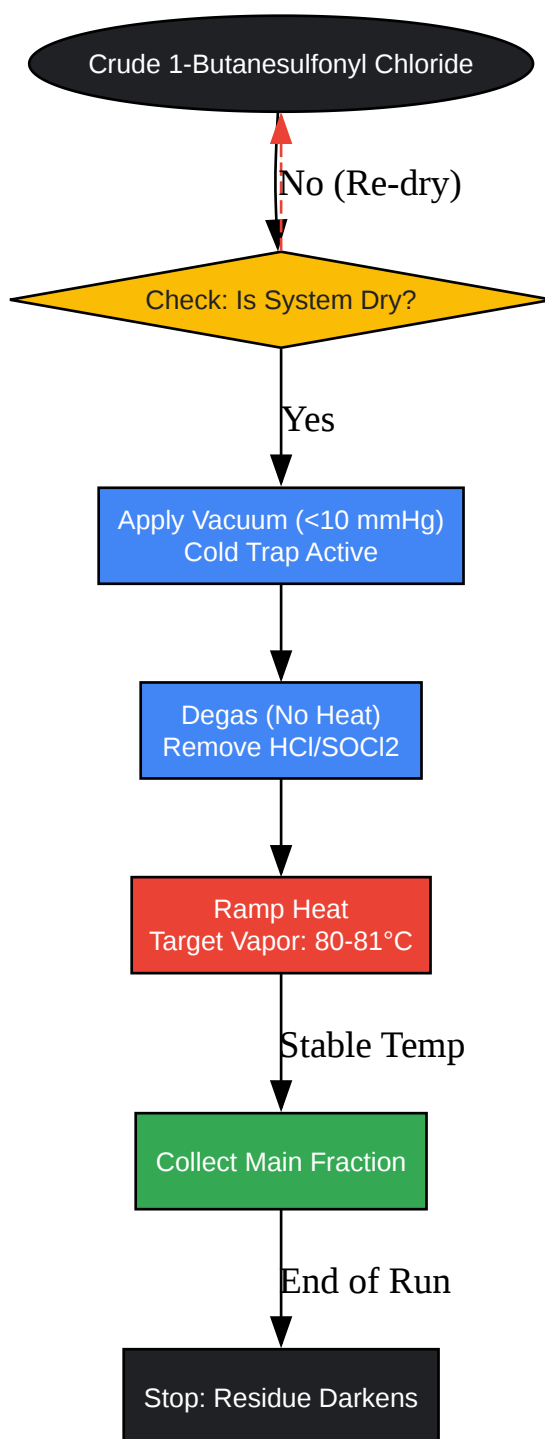 Crude 1-Butanesulfonyl Chloride
No (Re-dry)
Check: Is System Dry?
Yes
Apply Vacuum (<10 mmHg)
Cold Trap Active
Degas (No Heat)
Remove HCl/SOCl2
Ramp Heat
Target Vapor: 80-81°C
Stable Temp
Collect Main Fraction
End of Run
Stop: Residue Darkens